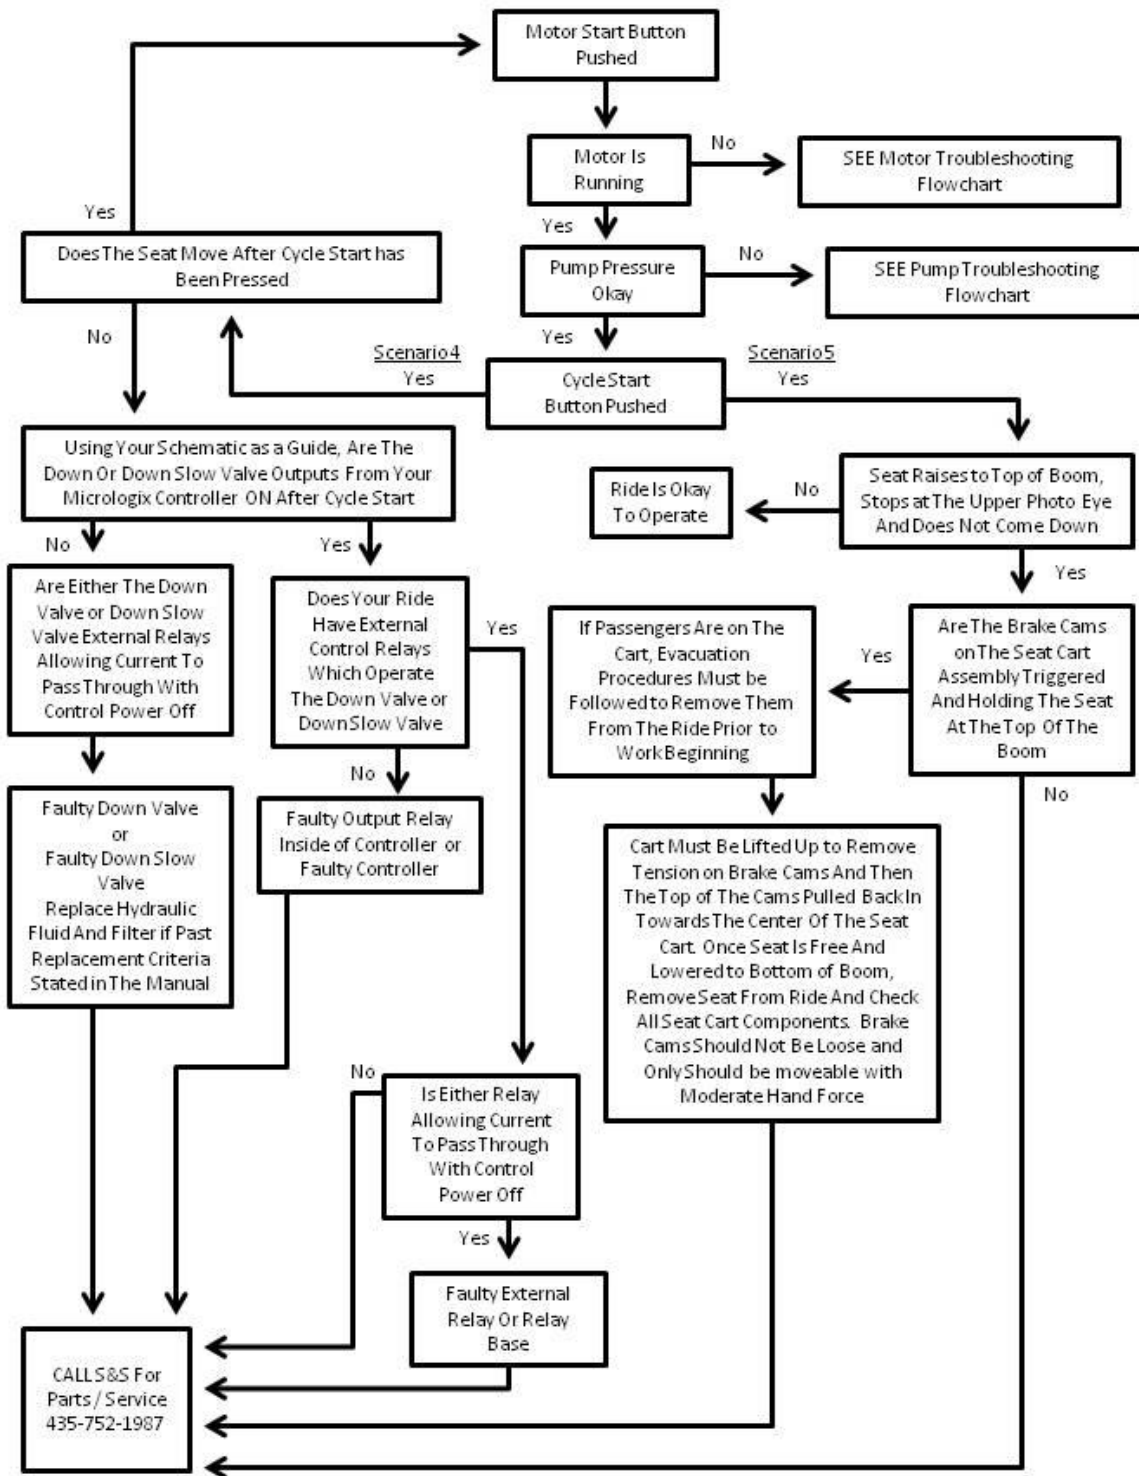 Motor Start Button
Pushed
Motor Is
Running
No
SEE Motor Troubleshooting
Flowchart
Yes
Yes
Does The Seat Move After Cycle Start has
Been Pressed
Pump Pressure
Okay
No
SEE Pump Troubleshooting
Flowchart
No
Yes
Scenario4
Yes
Cycle Start
Button Pushed
Scenario5
Yes
Using Your Schematic as a Guide, Are The
Down Or Down Slow Valve Outputs From Your
Micrologix Controller ON After Cycle Start
Ride Is Okay
To Operate
No
Seat Raises to Top of Boom,
Stops at The Upper Photo Eye
And Does Not Come Down
No
Yes
Yes
Are Either The Down
Valve or Down Slow
Valve External Relays
Allowing Current To
Pass Through With
Control Power Off
Does Your Ride
Have External
Control Relays
Which Operate
The Down Valve or
Down Slow Valve
Yes
If Passengers Are on The
Cart, Evacuation
Procedures Must be
Followed to Remove Them
From The Ride Prior to
Work Beginning
Yes
Are The Brake Cams
on The Seat Cart
Assembly Triggered
And Holding The Seat
At The Top Of The
Boom
No
No
Faulty Down Valve
or
Faulty Down Slow
Valve
Replace Hydraulic
Fluid And Filter if Past
Replacement Criteria
Stated in The Manual
Faulty Output Relay
Inside of Controller or
Faulty Controller
Cart Must Be Lifted Up to Remove
Tension on Brake Cams And Then
The Top of The Cams Pulled Back In
Towards The Center Of The Seat
Cart. Once Seat Is Free And
Lowered to Bottom of Boom,
Remove Seat From Ride And Check
All Seat Cart Components. Brake
Cams Should Not Be Loose and
Only Should be moveable with
Moderate Hand Force
No
Is Either Relay
Allowing Current
To Pass Through
With Control
Power Off
Yes
Faulty External
Relay Or Relay
Base
CALL S&S For
Parts / Service
435-752-1987